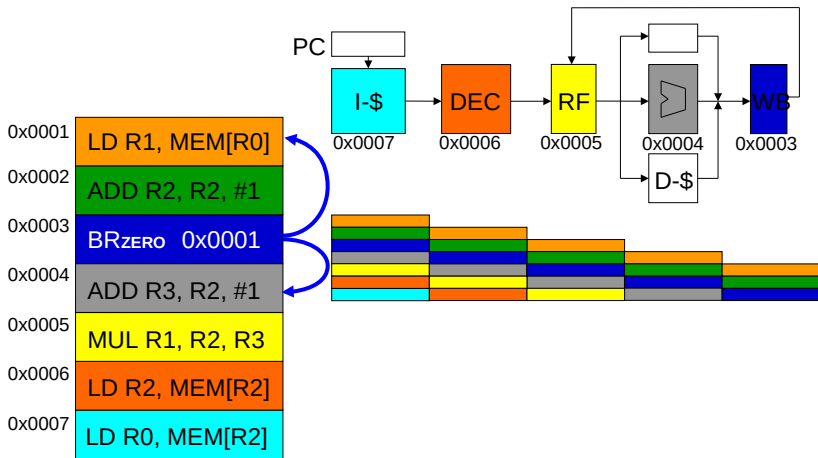 PC
I-$
DEC
RF
WB
D-$
0x0007
0x0006
0x0005
0x0004
0x0003
0x0001
LD R1, MEM[R0]
0x0002
ADD R2, R2, #1
0x0003
BRZERO 0x0001
0x0004
ADD R3, R2, #1
0x0005
MUL R1, R2, R3
0x0006
LD R2, MEM[R2]
0x0007
LD R0, MEM[R2]